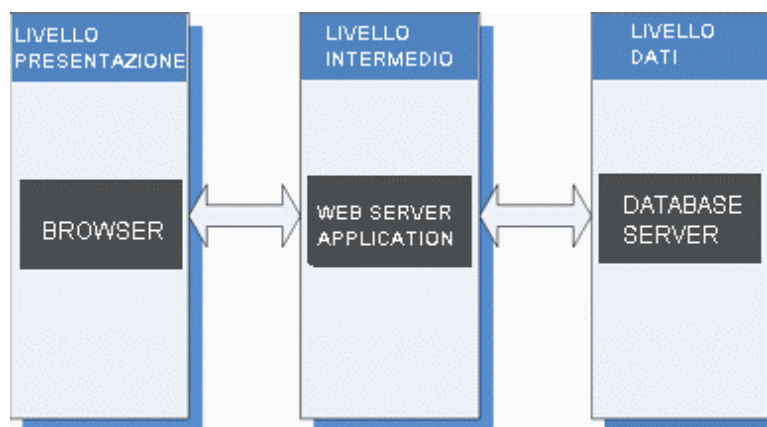 LIVELLO
PRESENTAZIONE
LIVELLO
INTERMEDIO
LIVELLO
DATI
BROWSER
WEB SERVER
APPLICATION
DATABASE
SERVER